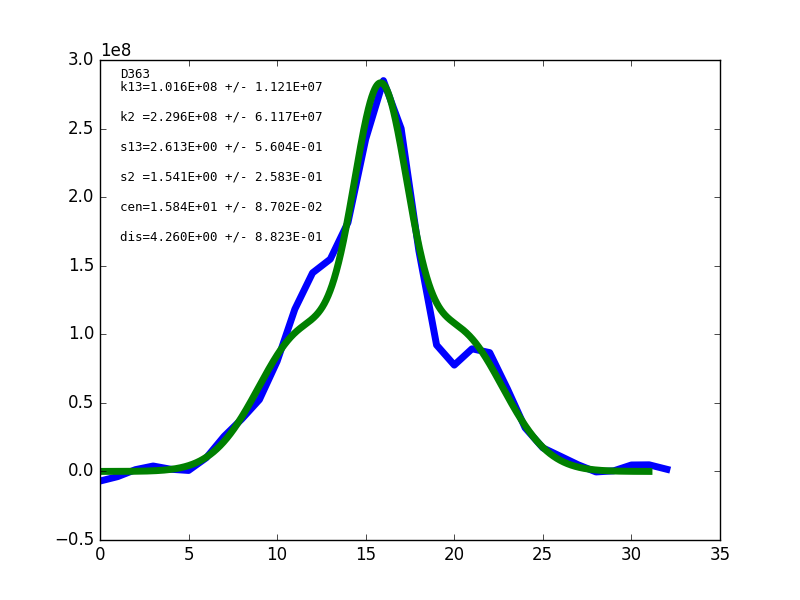 1e8
3.0
2.5
2.0
1.5
1.0
0.5
0.0
−0.5
D363
k13=1.016E+08 +/- 1.121E+07
k2 =2.296E+08 +/- 6.117E+07
s13=2.613E+00 +/- 5.604E-01
s2 =1.541E+00 +/- 2.583E-01
cen=1.584E+01 +/- 8.702E-02
dis=4.260E+00 +/- 8.823E-01
0 5 10 15 20 25 30 35